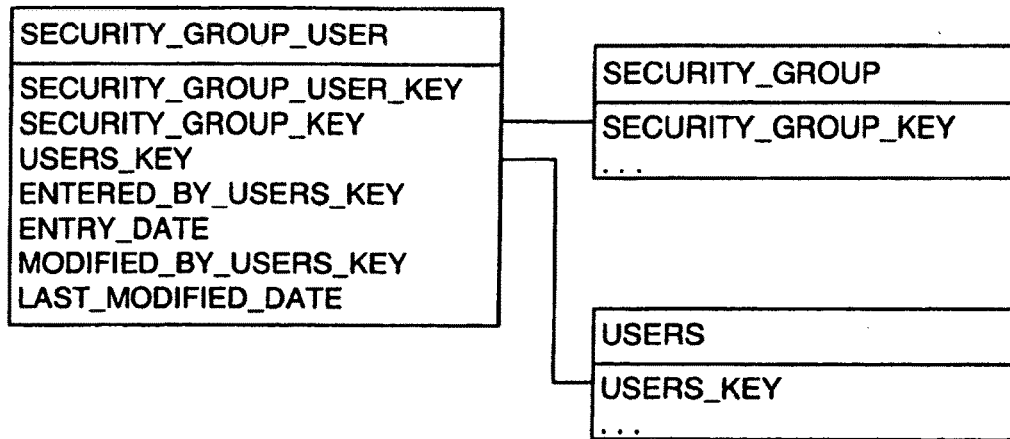 SECURITY_GROUP_USER
SECURITY_GROUP_USER_KEY
SECURITY_GROUP_KEY
USERS_KEY
ENTERED_BY_USERS_KEY
ENTRY_DATE
MODIFIED_BY_USERS_KEY
LAST_MODIFIED_DATE
SECURITY_GROUP
SECURITY_GROUP_KEY
...
USERS
USERS_KEY
...